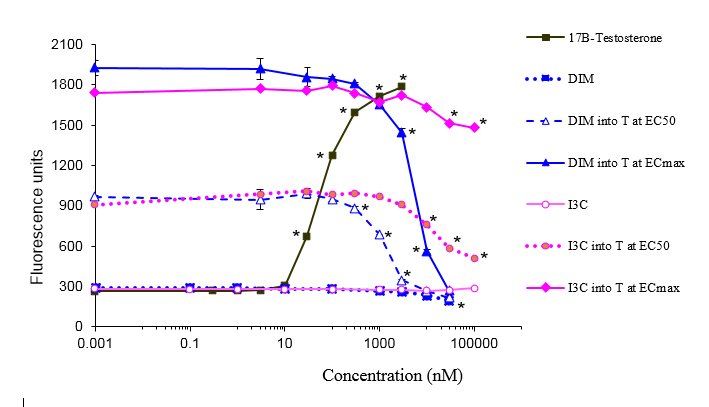 2100
1800
1500
1200
900
600
300
0
Fluorescence units
0.001
0.1
10
1000
100000
Concentration (nM)
* * * * * *
* *
* * * *
* *
* * *
*
17B-Testosterone
DIM
DIM into T at EC50
DIM into T at ECmax
I3C
I3C into T at EC50
I3C into T at ECmax